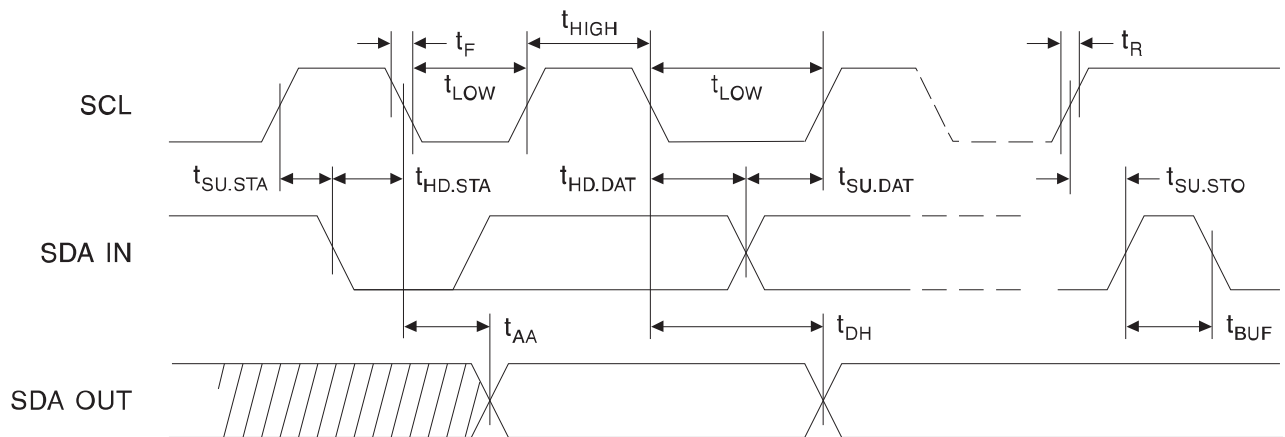 tF
tHIGH
tR
tLOW
tLOW
SCL
tSU.STA
tHD.STA
tHD.DAT
tSU.DAT
tSU.STO
SDA IN
tAA
tDH
tBUF
SDA OUT